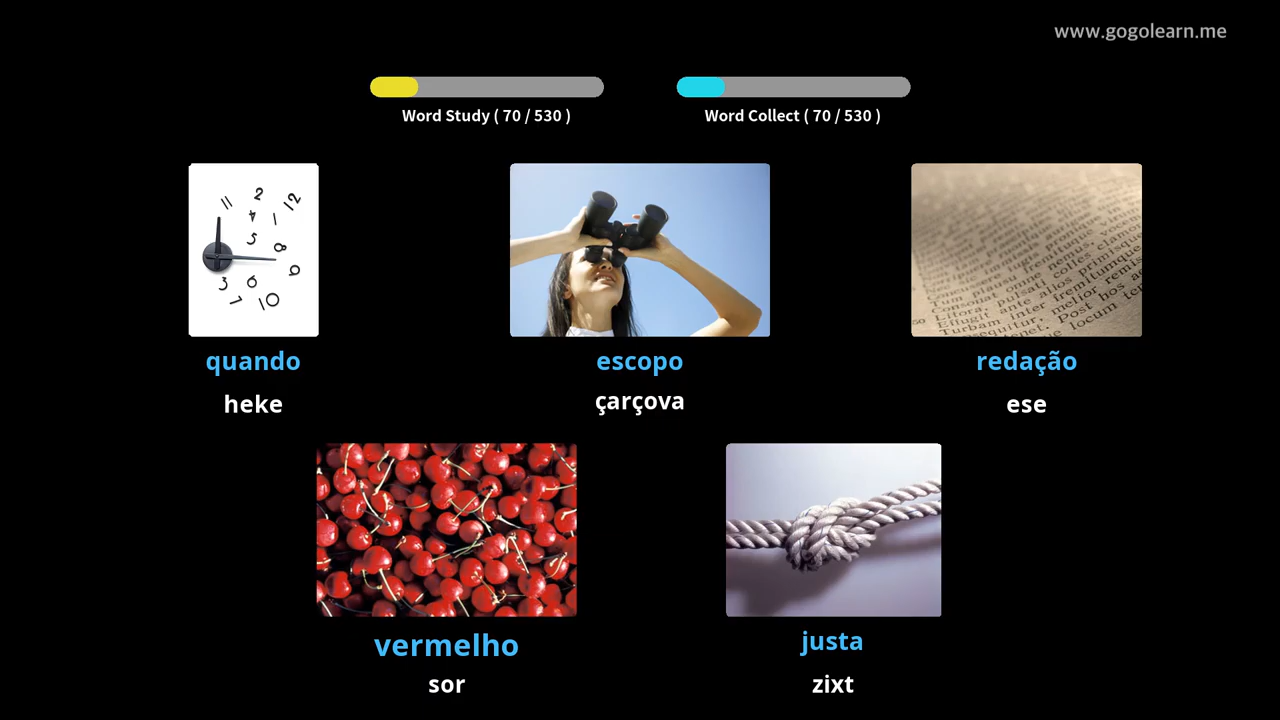 www.gogolearn.me
Word Study ( 70 / 530 )
Word Collect ( 70 / 530 )
quando
heke
escopo
çarçova
redação
ese
vermelho
sor
justa
zixt